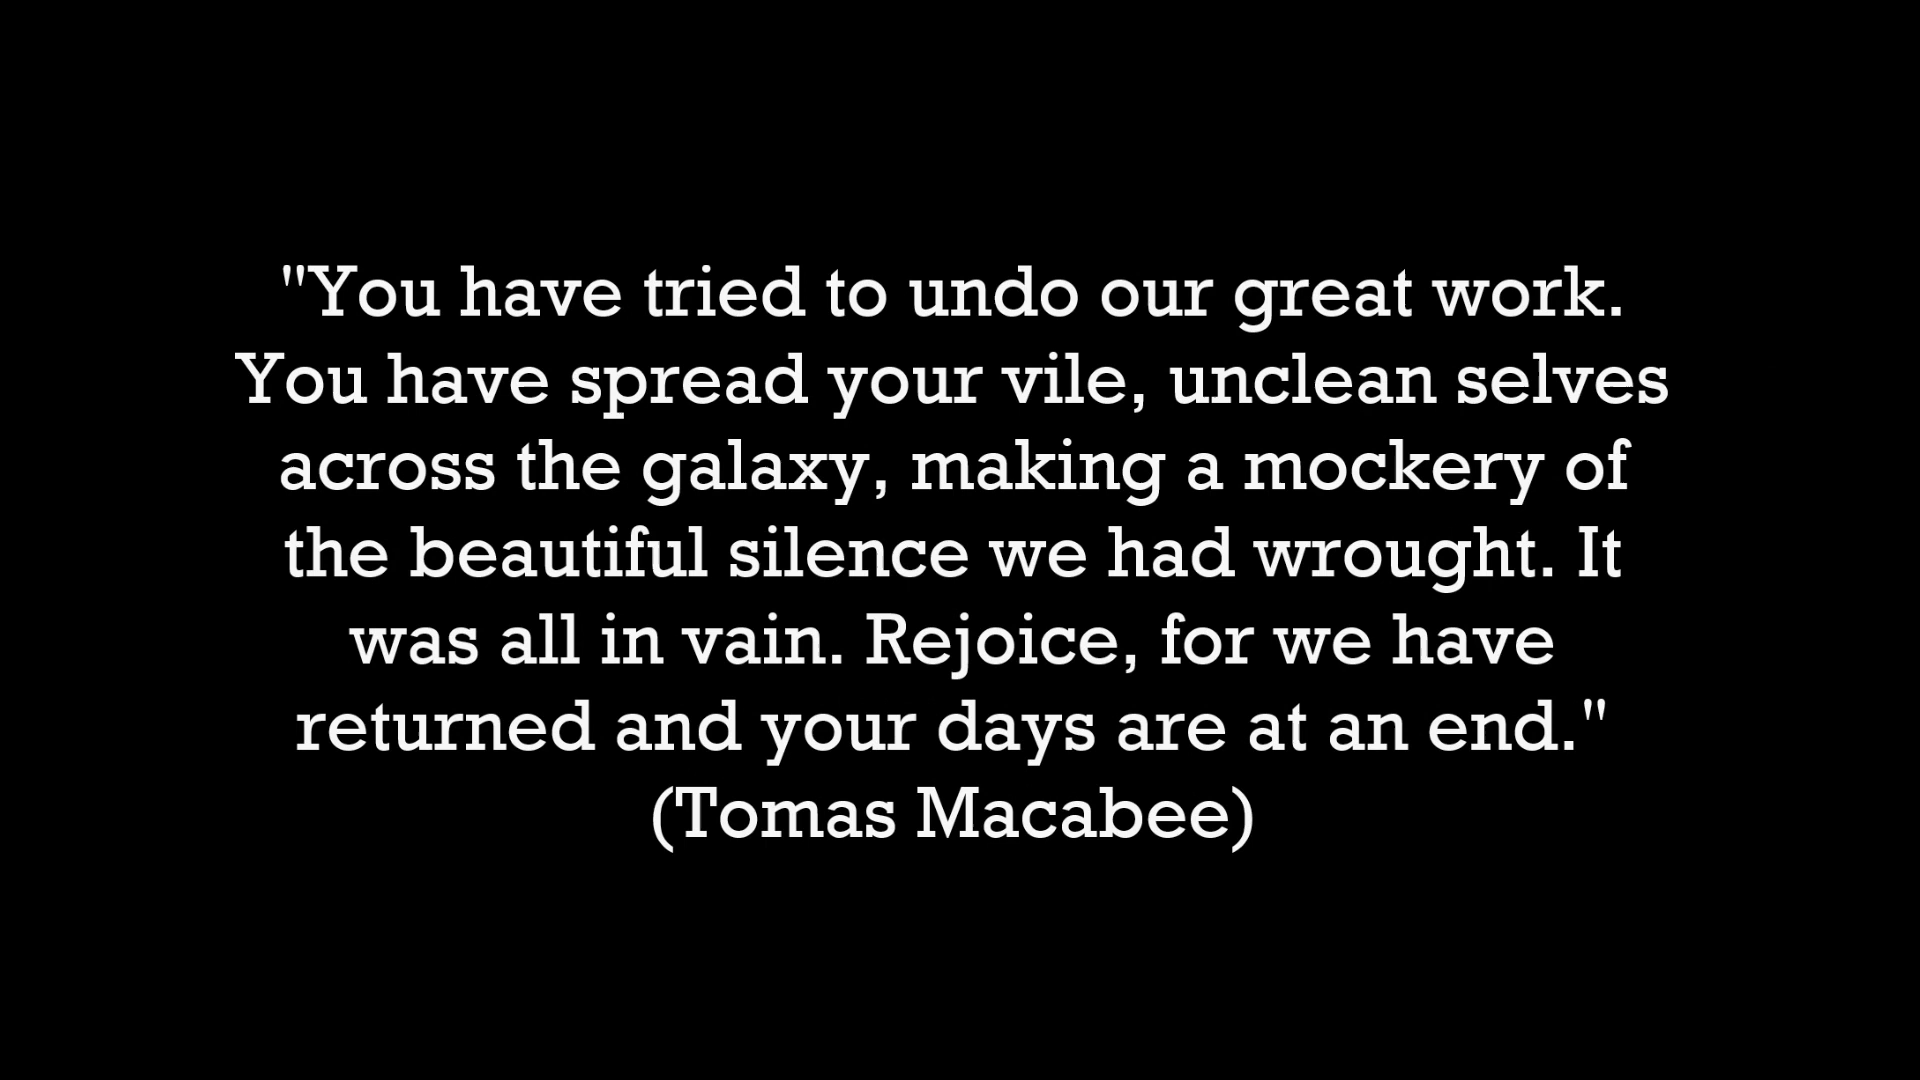 "You have tried to undo our great work.
You have spread your vile, unclean selves
across the galaxy, making a mockery of
the beautiful silence we had wrought. It
was all in vain. Rejoice, for we have
returned and your days are at an end."
(Tomas Macabee)